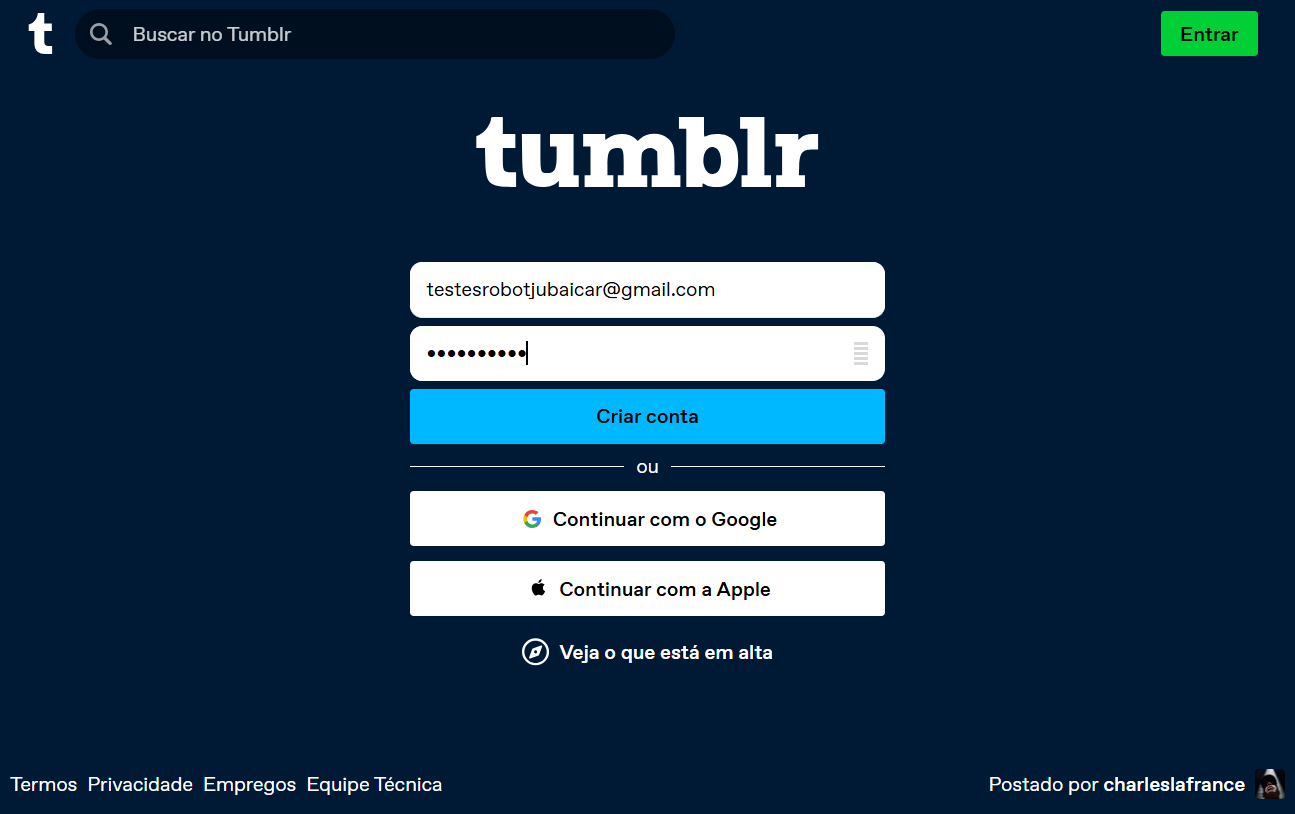 t Buscar no Tumblr Entrar
tumblr
testesrobotjubaicar@gmail.com
••••••••••
Criar conta
ou
Continuar com o Google
Continuar com a Apple
Veja o que está em alta
Termos Privacidade Empregos Equipe Técnica Postado por charleslafrance